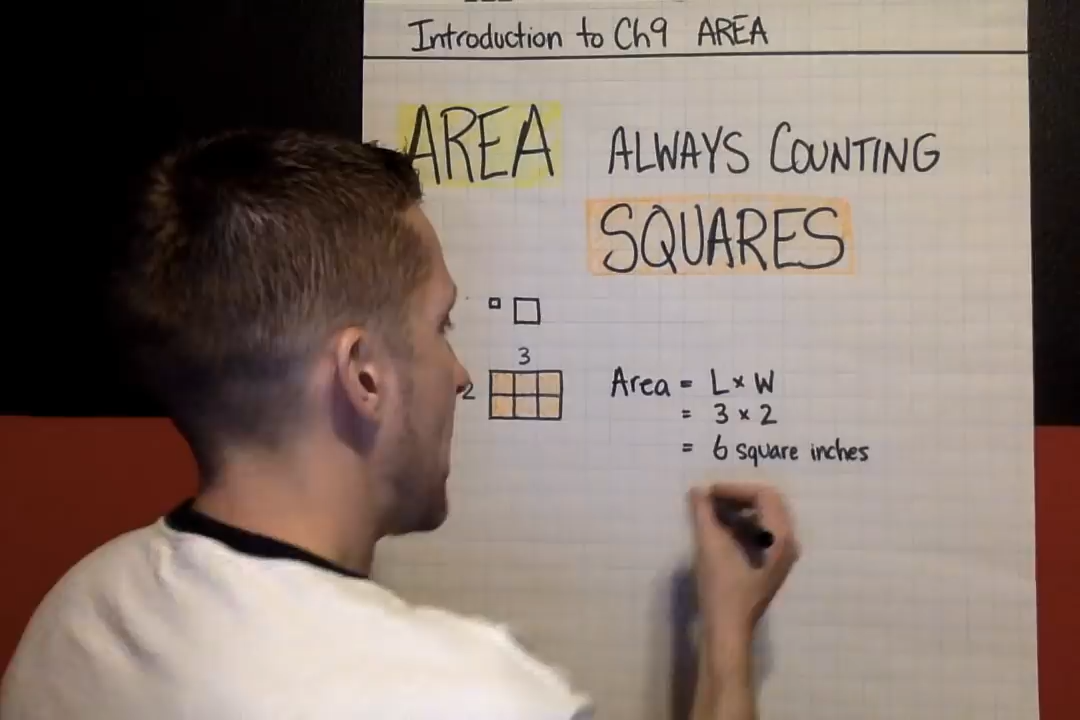 Introduction to Ch9 AREA
AREA ALWAYS COUNTING
SQUARES
3
2
Area = L × W
= 3 × 2
= 6 square inches